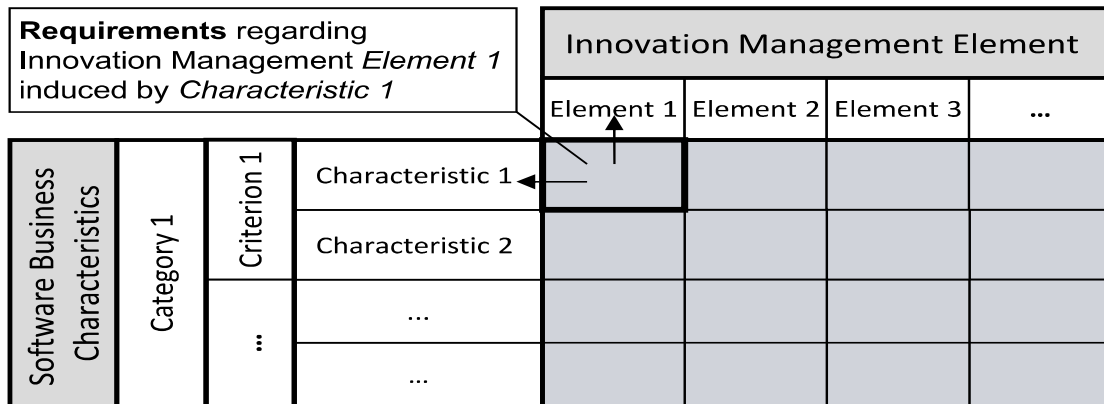 Requirements regarding
Innovation Management Element 1
induced by Characteristic 1
Innovation Management Element
Element 1 Element 2 Element 3 ...
Software Business
Characteristics
Category 1
Criterion 1
Characteristic 1
Characteristic 2
...
...
...